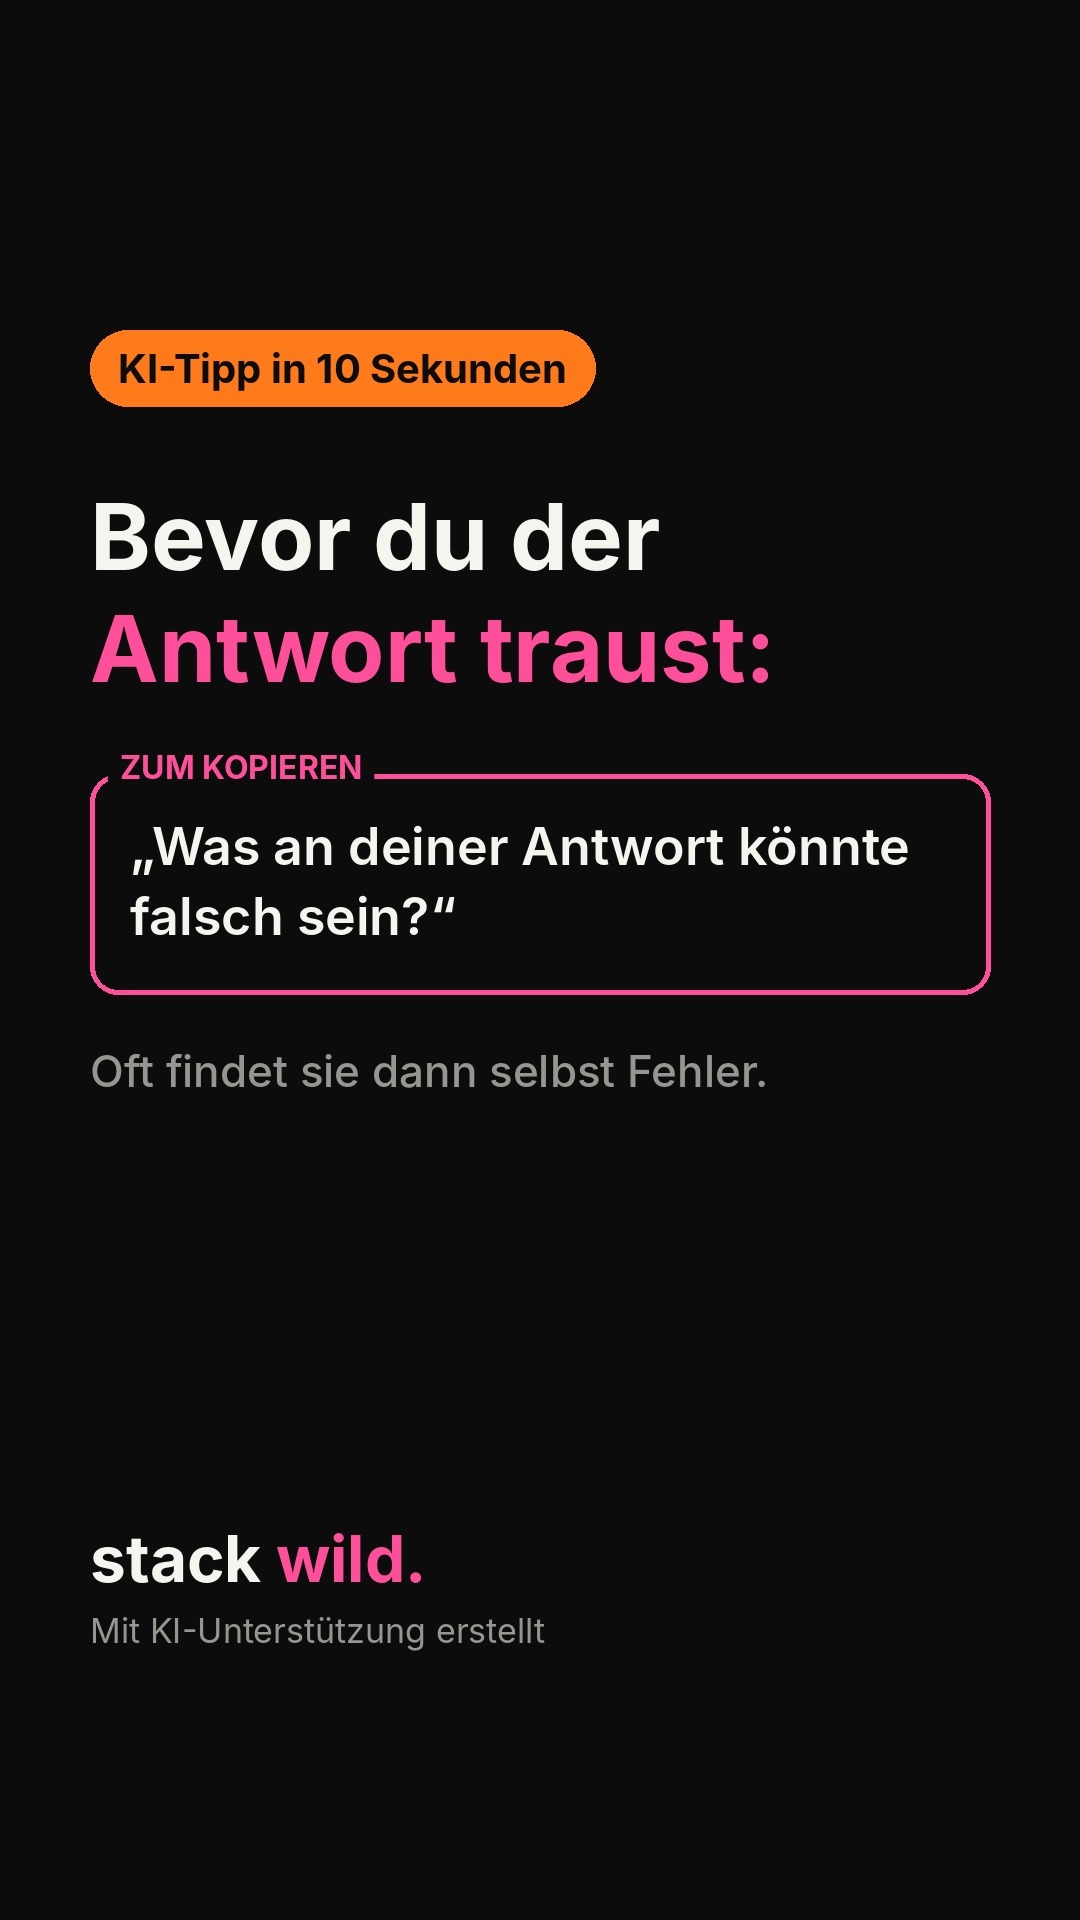 KI-Tipp in 10 Sekunden
Bevor du der
Antwort traust:
ZUM KOPIEREN
„Was an deiner Antwort könnte
falsch sein?“
Oft findet sie dann selbst Fehler.
stack wild.
Mit KI-Unterstützung erstellt